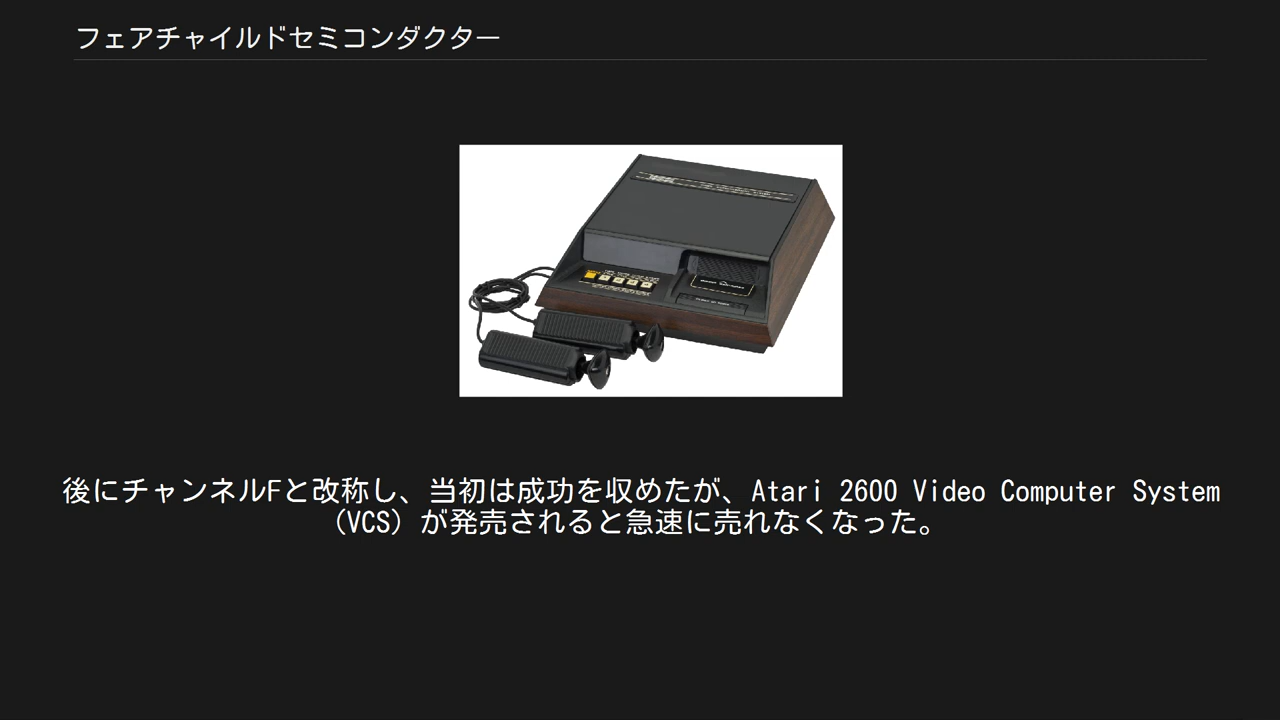 フェアチャイルドセミコンダクター
後にチャンネルFと改称し、当初は成功を収めたが、Atari 2600 Video Computer System
（VCS）が発売されると急速に売れなくなった。